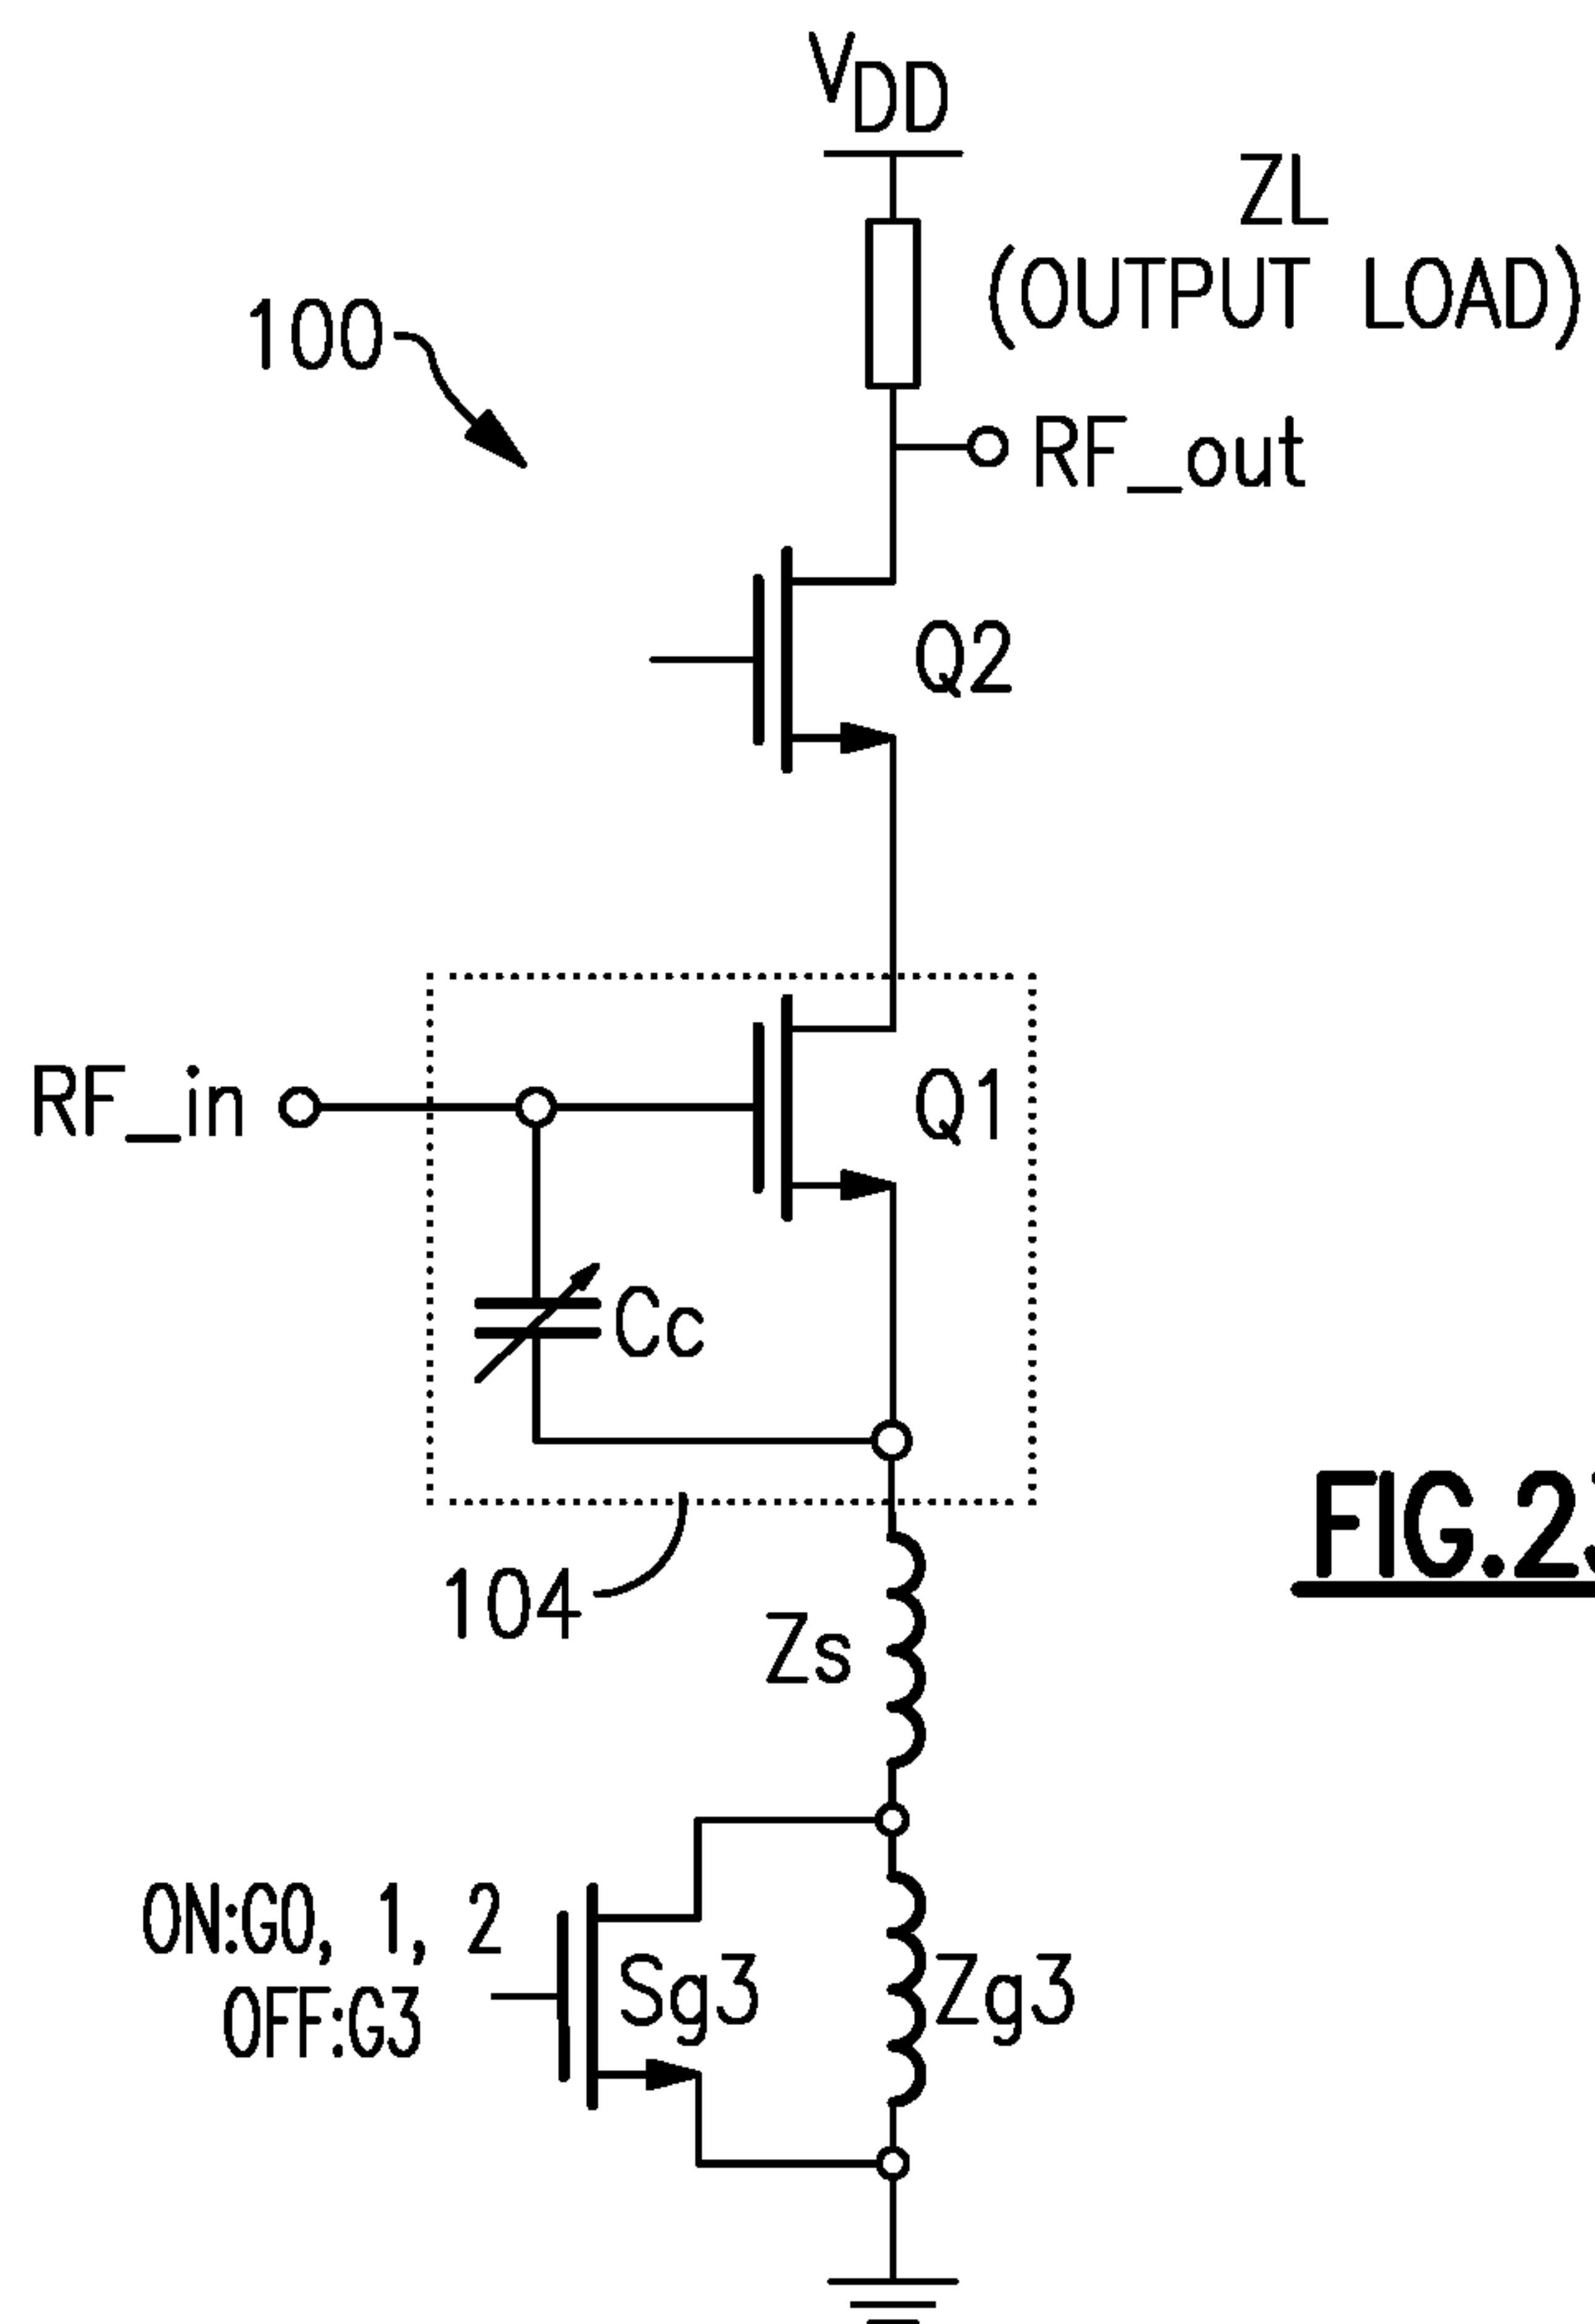 VDD
ZL
(OUTPUT LOAD)
100
RF_out
Q2
RF_in
Q1
Cc
104
Zs
ON:G0, 1, 2
OFF:G3
Sg3
Zg3